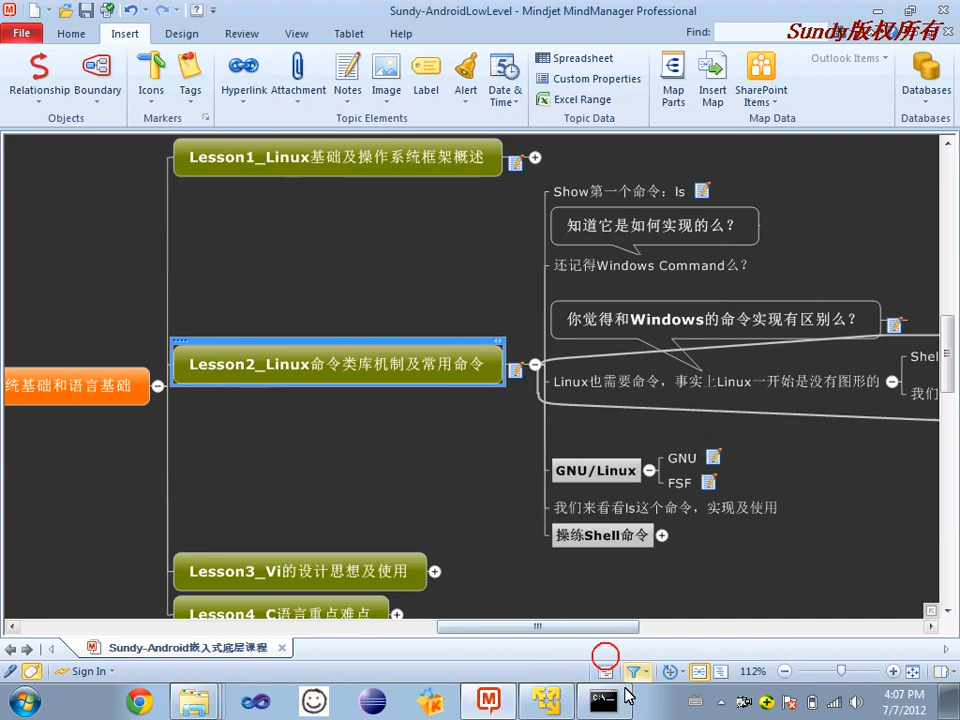 Sundy-AndroidLowLevel - Mindjet MindManager Professional
File Home Insert Design Review View Tablet Help
Find:
Sundy版权所有
Relationship Boundary Icons Tags Hyperlink Attachment Notes Image Label Alert Date & Time
Spreadsheet
Custom Properties
Excel Range
Map Parts Insert Map SharePoint Items
Outlook Items
Databases
Objects Markers Topic Elements Topic Data Map Data Databases
Lesson1_Linux基础及操作系统框架概述
Show第一个命令：ls
知道它是如何实现的么？
还记得Windows Command么？
你觉得和Windows的命令实现有区别么？
Lesson2_Linux命令类库机制及常用命令
Shel
统基础和语言基础
Linux也需要命令，事实上Linux一开始是没有图形的
我们
GNU/Linux
GNU
FSF
我们来看看ls这个命令，实现及使用
操练Shell命令
Lesson3_Vi的设计思想及使用
Lesson4_C语言重点难点
Sundy-Android嵌入式底层课程
Sign In
112%
4:07 PM
7/7/2012